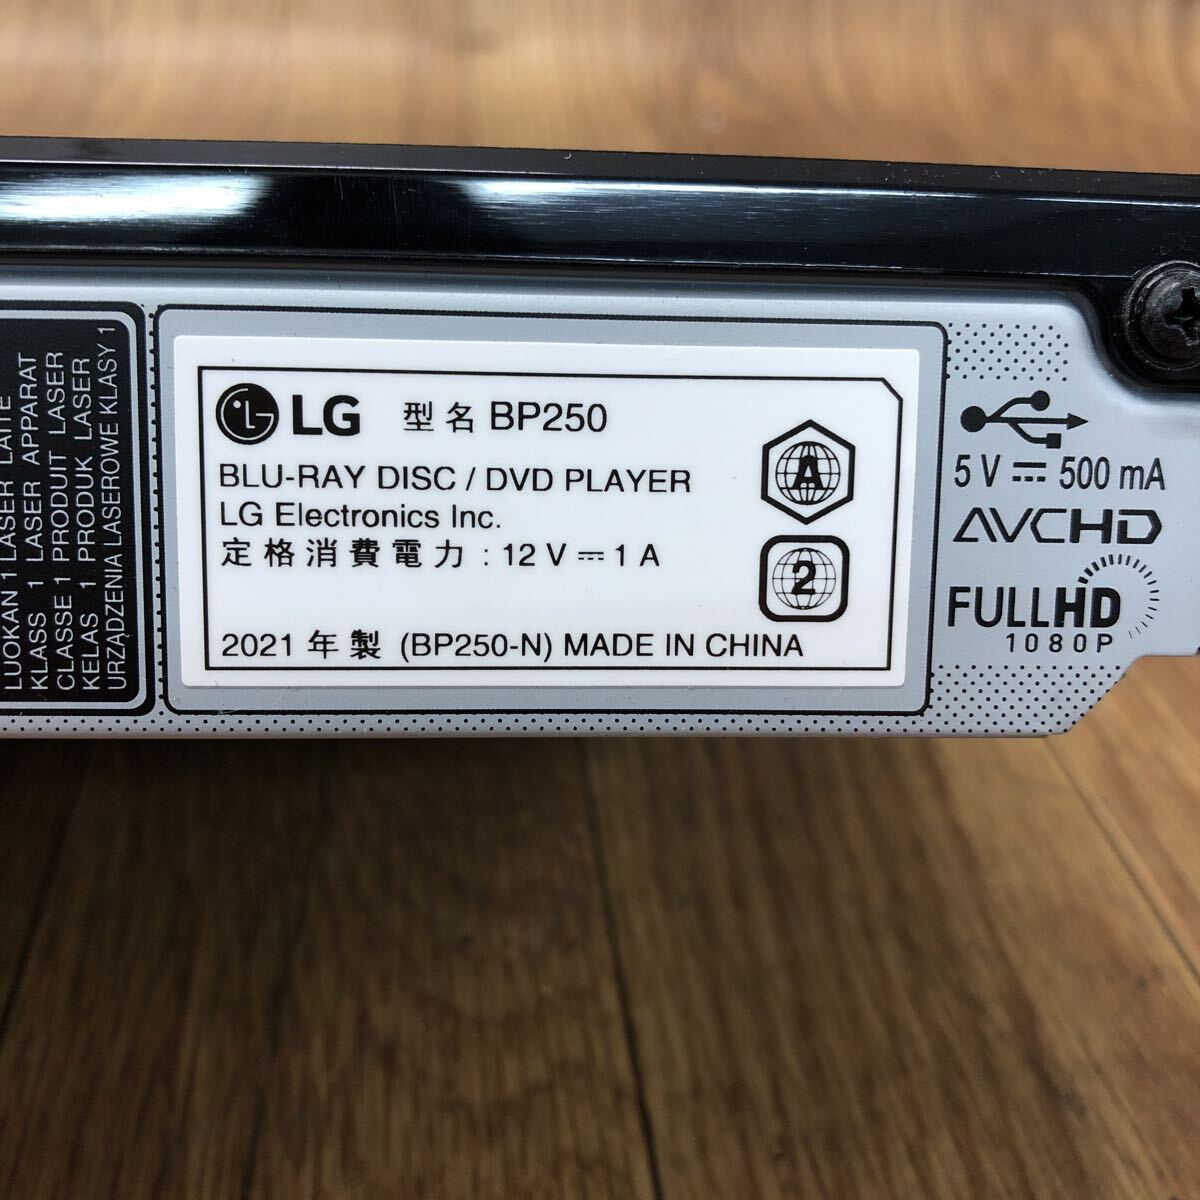 LUOKAN 1 LASER LAITE
KLASS 1 LASER APPARAT
CLASSE 1 PRODUIT LASER
KELAS 1 PRODUK LASER
URZĄDZENIA LASEROWE KLASY 1
LG 型名 BP250
BLU-RAY DISC / DVD PLAYER
LG Electronics Inc.
定格消費電力 : 12 V ⎓ 1 A
2021 年製 (BP250-N) MADE IN CHINA
A
2
5 V ⎓ 500 mA
AVCHD
FULL HD
1080P